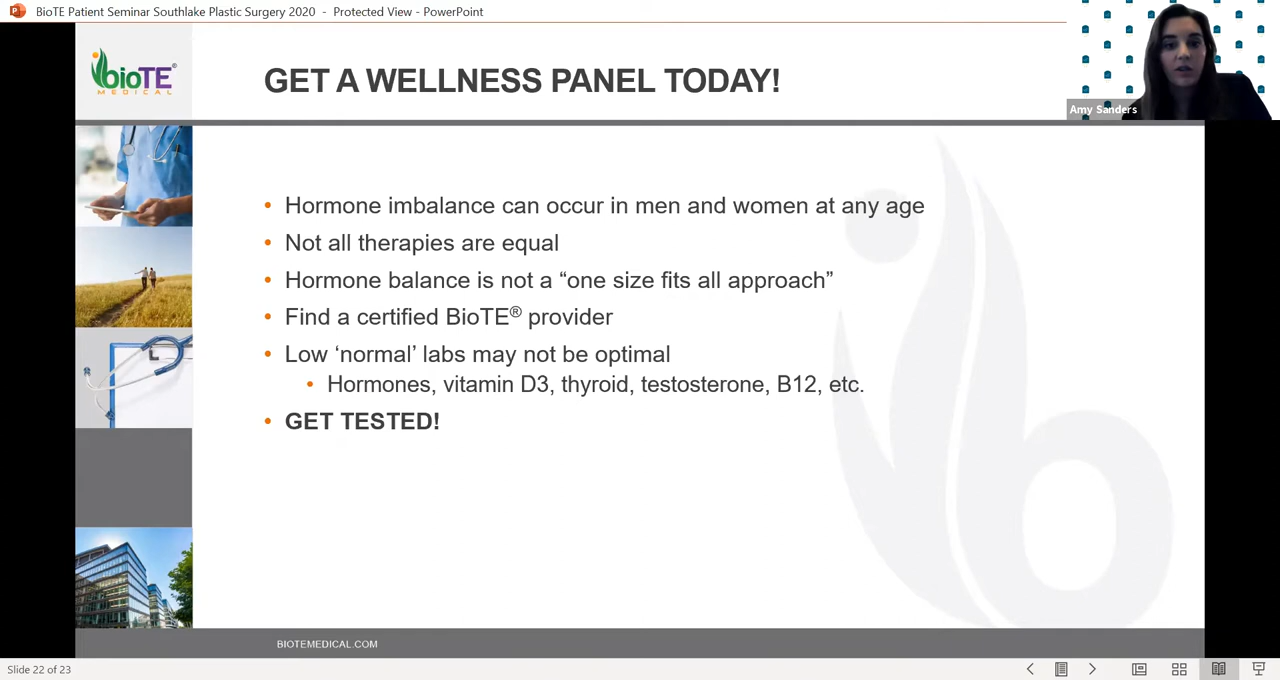 BioTE Patient Seminar Southlake Plastic Surgery 2020 - Protected View - PowerPoint
bioTE®
MEDICAL
GET A WELLNESS PANEL TODAY!
Amy Sanders
• Hormone imbalance can occur in men and women at any age
• Not all therapies are equal
• Hormone balance is not a “one size fits all approach”
• Find a certified BioTE® provider
• Low ‘normal’ labs may not be optimal
• Hormones, vitamin D3, thyroid, testosterone, B12, etc.
• GET TESTED!
BIOTEMEDICAL.COM
Slide 22 of 23